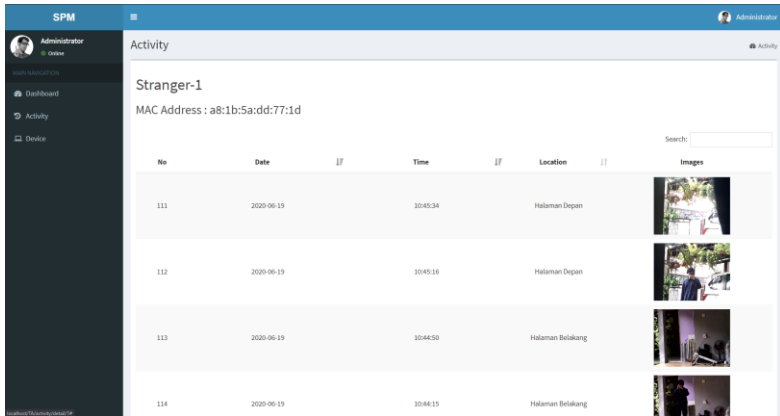 SPM
Administrator
Administrator
Online
MAIN NAVIGATION
Dashboard
Activity
Device
Activity
Activity
Stranger-1
MAC Address : a8:1b:5a:dd:77:1d
Search:
No Date Time Location Images
111 2020-06-19 10:45:34 Halaman Depan
112 2020-06-19 10:45:16 Halaman Depan
113 2020-06-19 10:44:50 Halaman Belakang
114 2020-06-19 10:44:15 Halaman Belakang